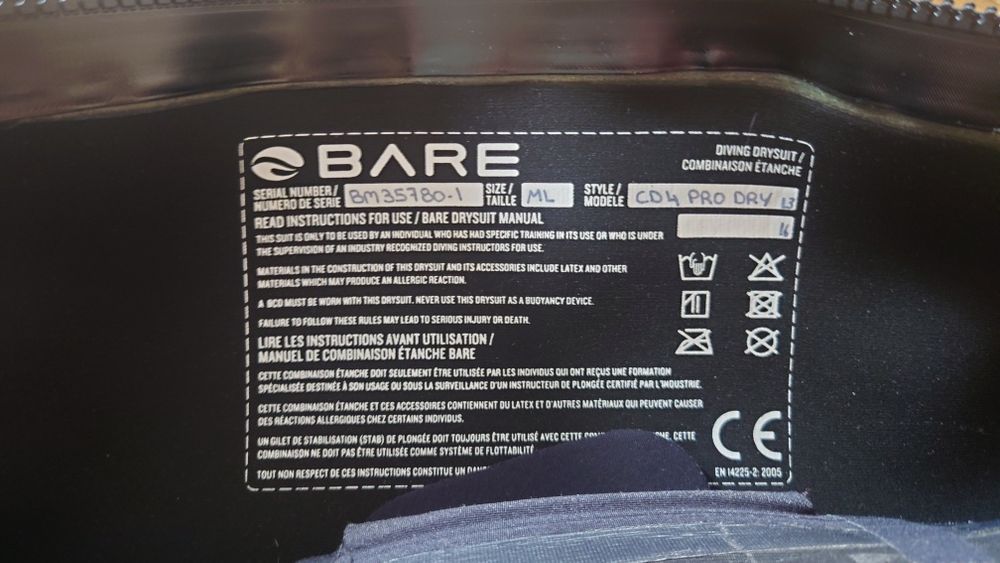 BARE
DIVING DRYSUIT /
COMBINAISON ÉTANCHE
SERIAL NUMBER / NUMERO DE SERIE BM35780-1 SIZE / TAILLE ML STYLE / MODELE CD4 PRO DRY 13
16
READ INSTRUCTIONS FOR USE / BARE DRYSUIT MANUAL
THIS SUIT IS ONLY TO BE USED BY AN INDIVIDUAL WHO HAS HAD SPECIFIC TRAINING IN ITS USE OR WHO IS UNDER
THE SUPERVISION OF AN INDUSTRY RECOGNIZED DIVING INSTRUCTORS FOR USE.
MATERIALS IN THE CONSTRUCTION OF THIS DRYSUIT AND ITS ACCESSORIES INCLUDE LATEX AND OTHER
MATERIALS WHICH MAY PRODUCE AN ALLERGIC REACTION.
A BCD MUST BE WORN WITH THIS DRYSUIT. NEVER USE THIS DRYSUIT AS A BUOYANCY DEVICE.
FAILURE TO FOLLOW THESE RULES MAY LEAD TO SERIOUS INJURY OR DEATH.
LIRE LES INSTRUCTIONS AVANT UTILISATION /
MANUEL DE COMBINAISON ÉTANCHE BARE
CETTE COMBINAISON ÉTANCHE DOIT SEULEMENT ÊTRE UTILISÉE PAR LES INDIVIDUS QUI ONT REÇUS UNE FORMATION
SPÉCIALISÉE DESTINÉE À SON USAGE OU SOUS LA SURVEILLANCE D'UN INSTRUCTEUR DE PLONGÉE CERTIFIÉ PAR L'INDUSTRIE.
CETTE COMBINAISON ÉTANCHE ET CES ACCESSOIRES CONTIENNENT DU LATEX ET D'AUTRES MATÉRIAUX QUI PEUVENT CAUSER
DES RÉACTIONS ALLERGIQUES CHEZ CERTAINS INDIVIDUS.
UN GILET DE STABILISATION (STAB) DE PLONGÉE DOIT TOUJOURS ÊTRE UTILISÉ AVEC CETTE CETTE
COMBINAISON NE DOIT PAS ÊTRE UTILISÉE COMME SYSTÈME DE FLOTTABILITÉ
TOUT NON RESPECT DE CES INSTRUCTIONS CONSTITUE UN
CE
EN 14225-2: 2005